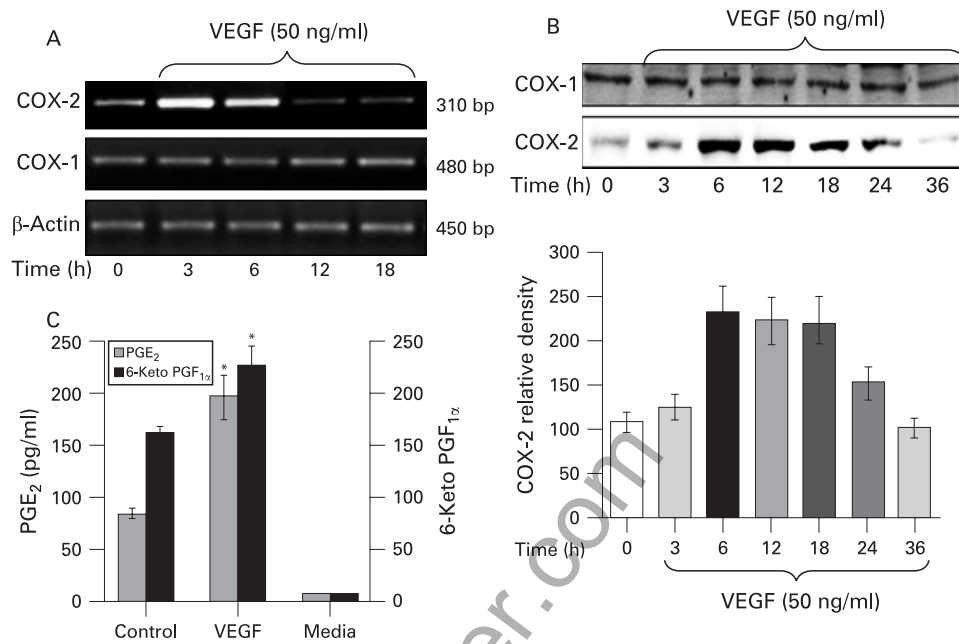 A
VEGF (50 ng/ml)
COX-2
310 bp
COX-1
480 bp
β-Actin
450 bp
Time (h) 0 3 6 12 18
B
VEGF (50 ng/ml)
COX-1
COX-2
Time (h) 0 3 6 12 18 24 36
COX-2 relative density
300
250
200
150
100
50
0
Time (h) 0 3 6 12 18 24 36
VEGF (50 ng/ml)
C
PGE₂ (pg/ml)
250
200
150
100
50
0
PGE₂
6-Keto PGF₁α
*
*
250
200
150
100
50
0
6-Keto PGF₁α
Control VEGF Media
er.com